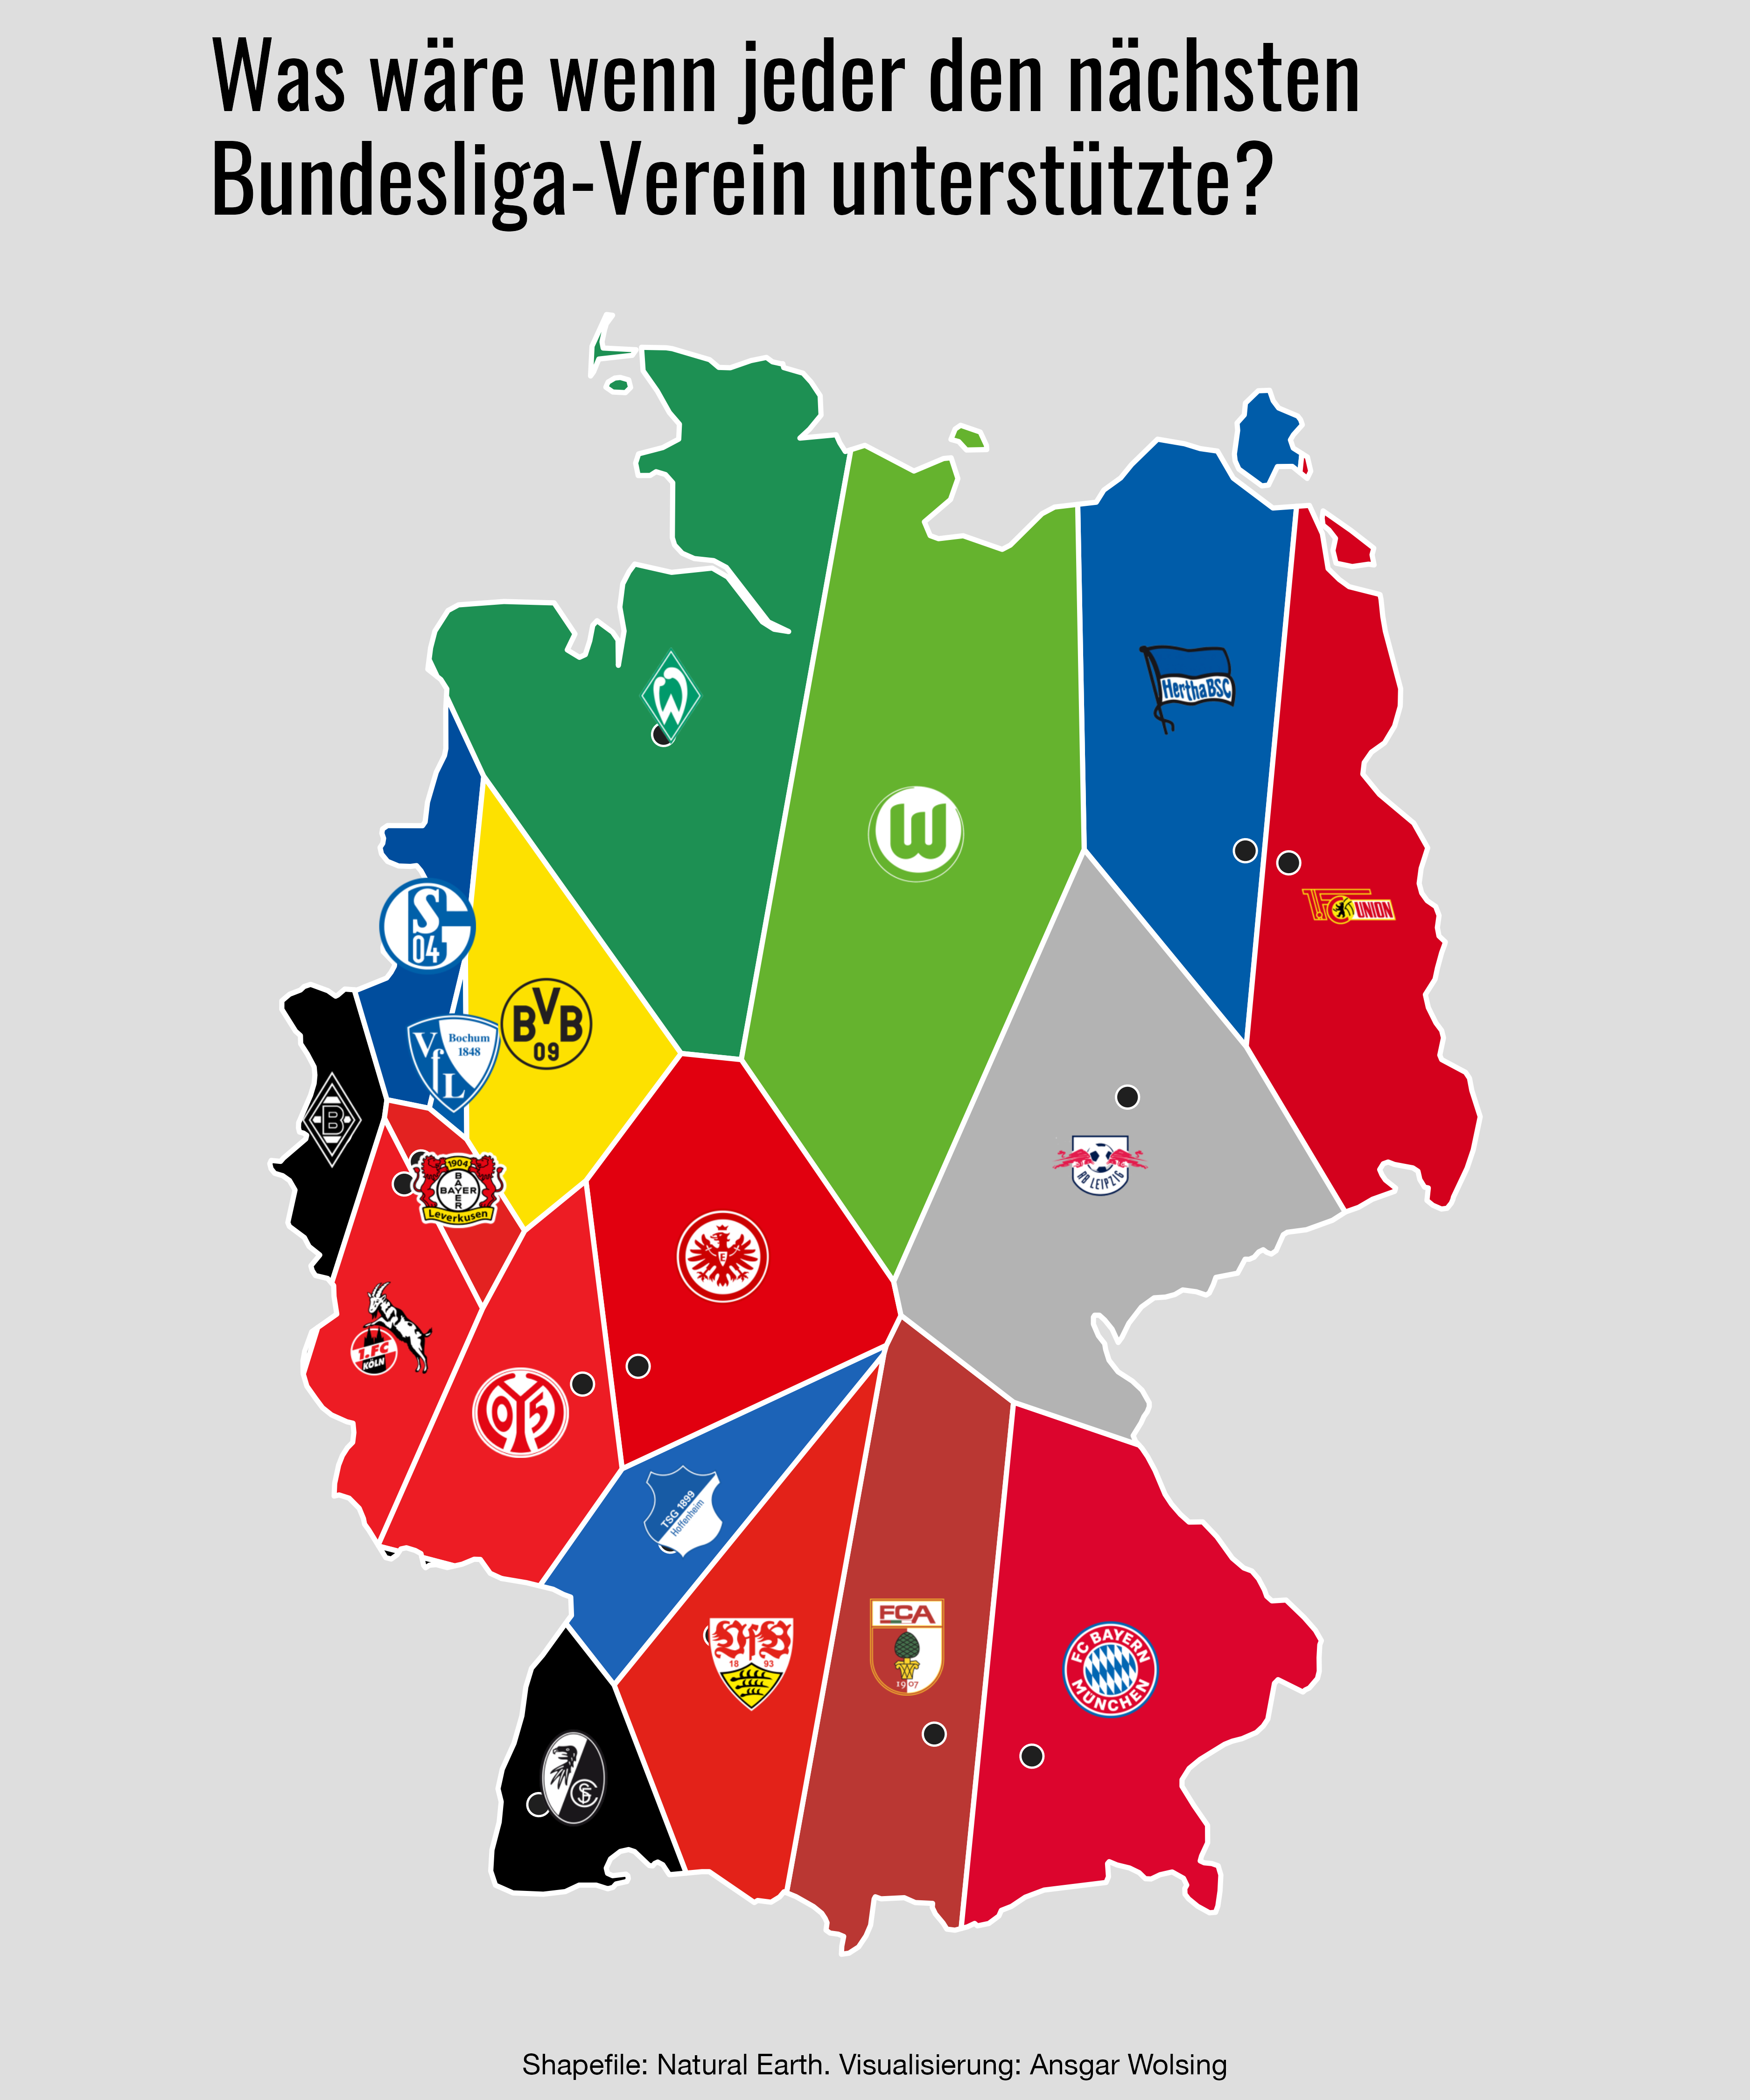 Was wäre wenn jeder den nächsten
Bundesliga-Verein unterstützte?
W
Hertha BSC
W
S
04
UNION
BVB
09
VfL
Bochum
1848
B
RB LEIPZIG
1904
BAYER
BAYER
Leverkusen
E
1.FC
KÖLN
05
TSG 1899
Hoffenheim
FCA
1907
VfB
18 93
FC BAYERN
MÜNCHEN
SC
Shapefile: Natural Earth. Visualisierung: Ansgar Wolsing